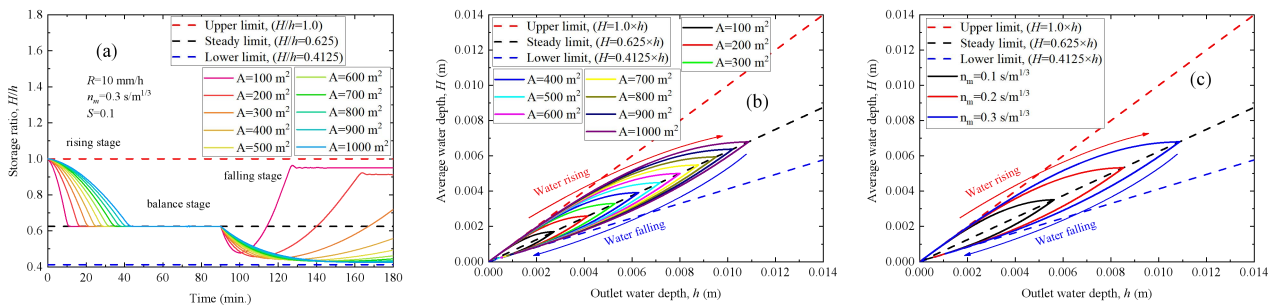 (a)
Upper limit (H/h=1.0)
Steady limit (H/h=0.625)
Lower limit, (H/h=0.4125)
R=10 mm/h
n_m=0.3 s/m^1/3
S=0.1
A=100 m² A=600 m²
A=200 m² A=700 m²
A=300 m² A=800 m²
A=400 m² A=900 m²
A=500 m² A=1000 m²
rising stage
balance stage
falling stage
Storage ratio, H/h
1.8
1.6
1.4
1.2
1.0
0.8
0.6
0.4
0 20 40 60 80 100 120 140 160 180
Time (min.)
(b)
Upper limit, (H=1.0×h)
Steady limit, (H=0.625×h)
Lower limit, (H=0.4125×h)
A=100 m²
A=200 m²
A=300 m²
A=400 m² A=700 m²
A=500 m² A=800 m²
A=600 m² A=900 m²
A=1000 m²
Water rising
Water falling
Average water depth, H (m)
0.014
0.012
0.010
0.008
0.006
0.004
0.002
0.000
0.000 0.002 0.004 0.006 0.008 0.010 0.012 0.014
Outlet water depth, h (m)
(c)
Upper limit, (H=1.0×h)
Steady limit, (H=0.625×h)
Lower limit, (H=0.4125×h)
n_m=0.1 s/m^1/3
n_m=0.2 s/m^1/3
n_m=0.3 s/m^1/3
Water rising
Water falling
Average water depth, H (m)
0.014
0.012
0.010
0.008
0.006
0.004
0.002
0.000
0.000 0.002 0.004 0.006 0.008 0.010 0.012 0.014
Outlet water depth, h (m)